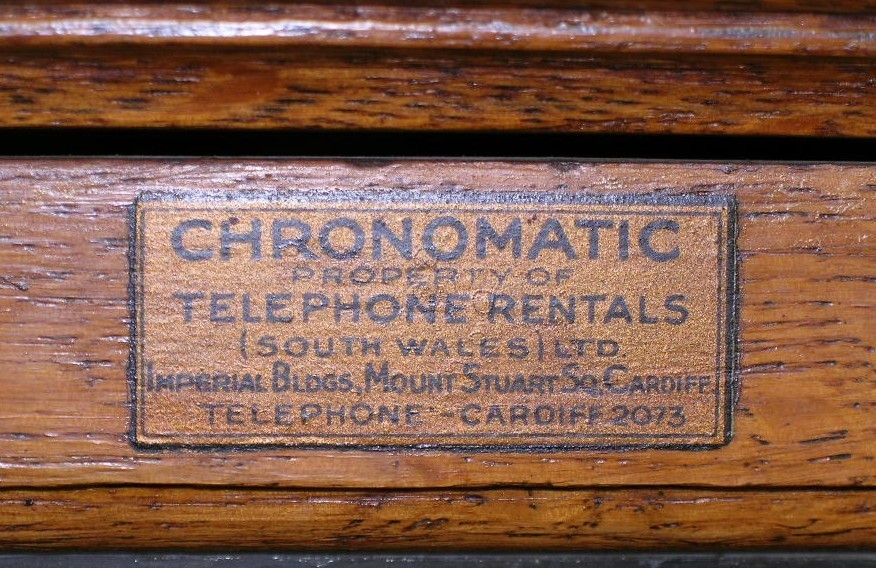 CHRONOMATIC
PROPERTY OF
TELEPHONE RENTALS
(SOUTH WALES) LTD.
IMPERIAL BLDGS., MOUNT STUART SQ. CARDIFF.
TELEPHONE - CARDIFF 2073